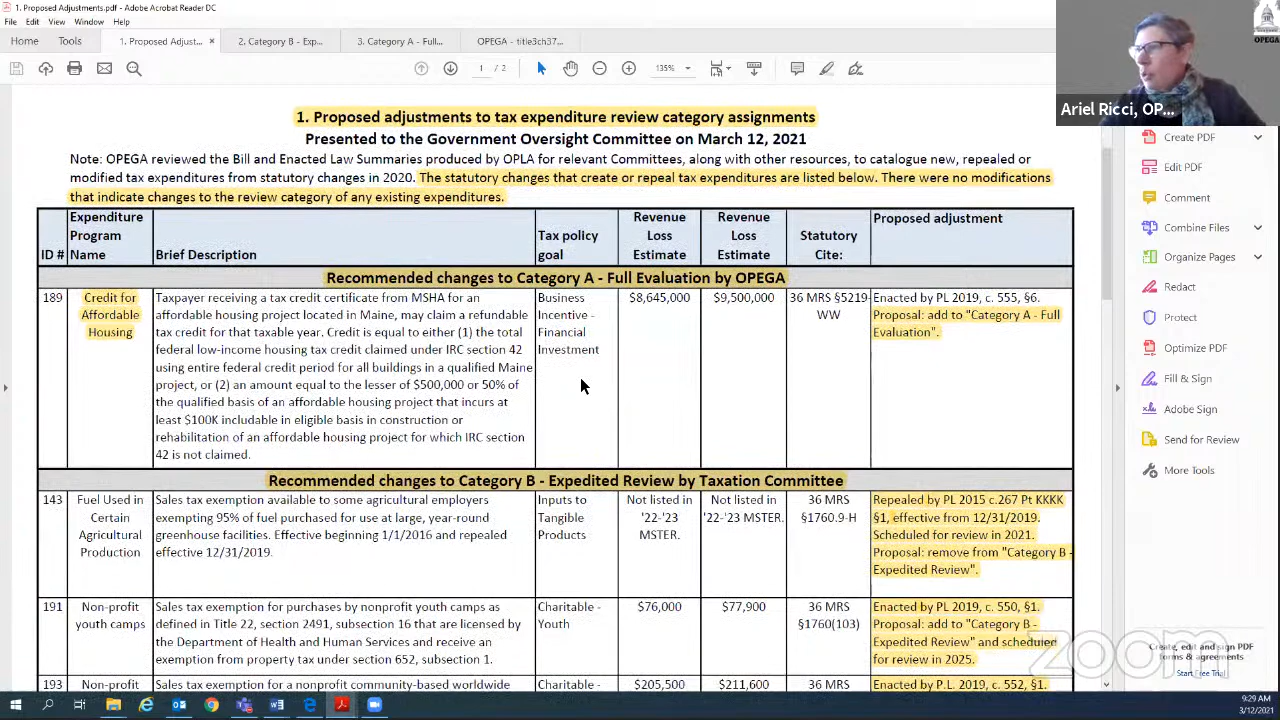 1. Proposed Adjustments.pdf - Adobe Acrobat Reader DC
File Edit View Window Help
Home Tools 1. Proposed Adjust... × 2. Category B - Exp... 3. Category A - Full... OPEGA - title3ch37...
1 / 2 135%
OPEGA
Ariel Ricci, OP...
Create PDF
Edit PDF
Comment
Combine Files
Organize Pages
Redact
Protect
Optimize PDF
Fill & Sign
Adobe Sign
Send for Review
More Tools
1. Proposed adjustments to tax expenditure review category assignments
Presented to the Government Oversight Committee on March 12, 2021
Note: OPEGA reviewed the Bill and Enacted Law Summaries produced by OPLA for relevant Committees, along with other resources, to catalogue new, repealed or
modified tax expenditures from statutory changes in 2020. The statutory changes that create or repeal tax expenditures are listed below. There were no modifications
that indicate changes to the review category of any existing expenditures.
ID #
Expenditure
Program
Name
Brief Description
Tax policy
goal
Revenue
Loss
Estimate
Revenue
Loss
Estimate
Statutory
Cite:
Proposed adjustment
Recommended changes to Category A - Full Evaluation by OPEGA
189
Credit for
Affordable
Housing
Taxpayer receiving a tax credit certificate from MSHA for an
affordable housing project located in Maine, may claim a refundable
tax credit for that taxable year. Credit is equal to either (1) the total
federal low-income housing tax credit claimed under IRC section 42
using entire federal credit period for all buildings in a qualified Maine
project, or (2) an amount equal to the lesser of $500,000 or 50% of
the qualified basis of an affordable housing project that incurs at
least $100K includable in eligible basis in construction or
rehabilitation of an affordable housing project for which IRC section
42 is not claimed.
Business
Incentive -
Financial
Investment
$8,645,000
$9,500,000
36 MRS §5219-
WW
Enacted by PL 2019, c. 555, §6.
Proposal: add to "Category A - Full
Evaluation".
Recommended changes to Category B - Expedited Review by Taxation Committee
143
Fuel Used in
Certain
Agricultural
Production
Sales tax exemption available to some agricultural employers
exempting 95% of fuel purchased for use at large, year-round
greenhouse facilities. Effective beginning 1/1/2016 and repealed
effective 12/31/2019.
Inputs to
Tangible
Products
Not listed in
'22-'23
MSTER.
Not listed in
'22-'23 MSTER.
36 MRS
§1760.9-H
Repealed by PL 2015 c.267 Pt KKKK
§1, effective from 12/31/2019.
Scheduled for review in 2021.
Proposal: remove from "Category B -
Expedited Review".
191
Non-profit
youth camps
Sales tax exemption for purchases by nonprofit youth camps as
defined in Title 22, section 2491, subsection 16 that are licensed by
the Department of Health and Human Services and receive an
exemption from property tax under section 652, subsection 1.
Charitable -
Youth
$76,000
$77,900
36 MRS
§1760(103)
Enacted by PL 2019, c. 550, §1.
Proposal: add to "Category B -
Expedited Review" and scheduled
for review in 2025.
193
Non-profit
Sales tax exemption for a nonprofit community-based worldwide
Charitable -
$205,500
$211,600
36 MRS
Enacted by P.L. 2019, c. 552, §1.
zoom
Create, edit and sign PDF
forms & agreements
Start Free Trial
9:29 AM
3/12/2021